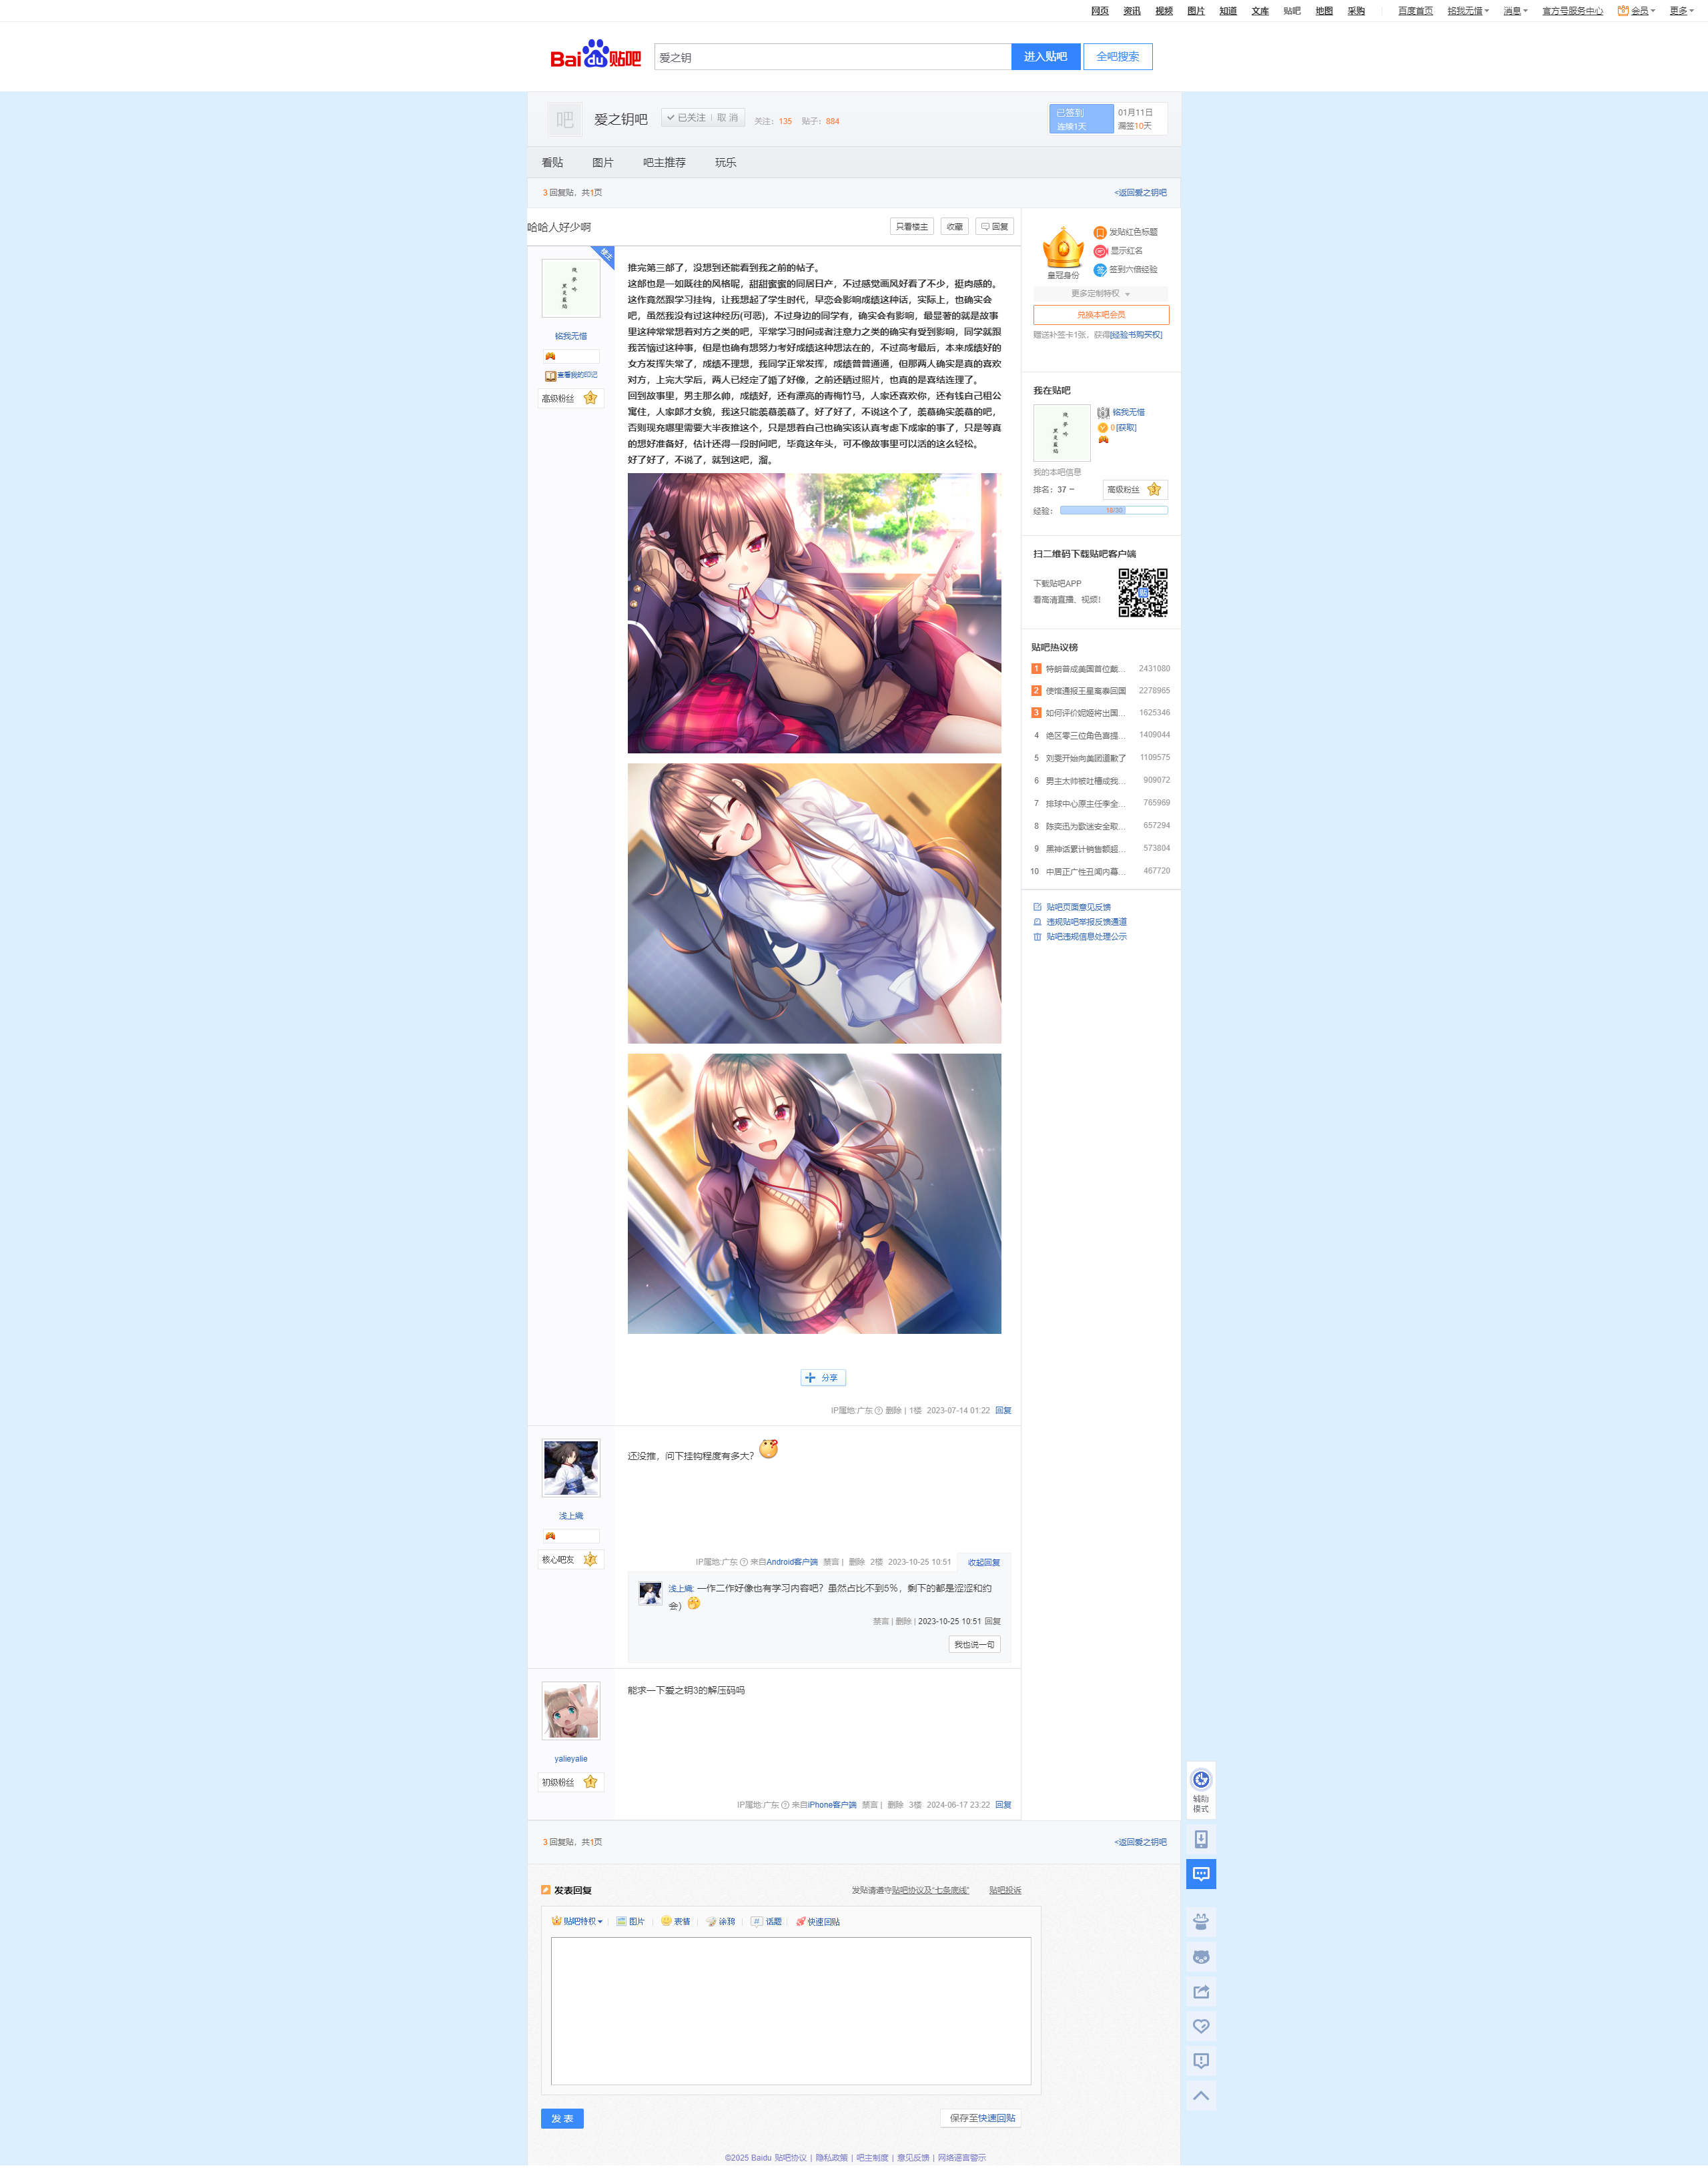 网页 资讯 视频 图片 知道 文库 贴吧 地图 采购 百度首页 铭我无惜 消息 官方号服务中心 会员 更多
Bai du 贴吧 爱之钥 进入贴吧 全吧搜索
吧 爱之钥吧 已关注 | 取消 关注: 135 贴子: 884
已签到 连续1天 01月11日 漏签10天
看贴 图片 吧主推荐 玩乐
3 回复贴，共1页 <返回爱之钥吧
哈哈人好少啊 只看楼主 收藏 回复
楼主
铭我无惜
查看我的印记
高级粉丝 3
推完第三部了，没想到还能看到我之前的帖子。
这部也是一如既往的风格呢，甜甜蜜蜜的同居日产，不过感觉画风好看了不少，挺肉感的。
这作竟然跟学习挂钩，让我想起了学生时代，早恋会影响成绩这种话，实际上，也确实会
吧，虽然我没有过这种经历(可恶)，不过身边的同学有，确实会有影响，最显著的就是故事
里这种常常想着对方之类的吧，平常学习时间或者注意力之类的确实有受到影响，同学就跟
我苦恼过这种事，但是也确有想努力考好成绩这种想法在的，不过高考最后，本来成绩好的
女方发挥失常了，成绩不理想，我同学正常发挥，成绩普普通通，但那两人确实是真的喜欢
对方，上完大学后，两人已经定了婚了好像，之前还晒过照片，也真的是喜结连理了。
回到故事里，男主那么帅，成绩好，还有漂亮的青梅竹马，人家还喜欢你，还有钱自己租公
寓住，人家郎才女貌，我这只能羡慕羡慕了。好了好了，不说这个了，羡慕确实羡慕的吧，
否则现充哪里需要大半夜推这个，只是想着自己也确实该认真考虑下成家的事了，只是等真
的想好准备好，估计还得一段时间吧，毕竟这年头，可不像故事里可以活的这么轻松。
好了好了，不说了，就到这吧，溜。
分享
IP属地:广东 删除 | 1楼 2023-07-14 01:22 回复
浅上織
核心吧友 7
还没推，问下挂钩程度有多大？
IP属地:广东 来自Android客户端 禁言 | 删除 2楼 2023-10-25 10:51 收起回复
浅上織: 一作二作好像也有学习内容吧？虽然占比不到5%，剩下的都是涩涩和约
会）
禁言 | 删除 | 2023-10-25 10:51 回复
我也说一句
yalieyalie
初级粉丝 1
能求一下爱之钥3的解压码吗
IP属地:广东 来自iPhone客户端 禁言 | 删除 3楼 2024-06-17 23:22 回复
皇冠身份
发贴红色标题
显示红名
签到六倍经验
更多定制特权
兑换本吧会员
赠送补签卡1张，获得[经验书购买权]
我在贴吧
铭我无惜
0[获取]
我的本吧信息
排名：37 高级粉丝 3
经验：
扫二维码下载贴吧客户端
下载贴吧APP
看高清直播、视频！
贴
贴吧热议榜
1 特朗普成美国首位戴... 2431080
2 使馆通报王星离泰回国 2278965
3 如何评价妮姬将出国... 1625346
4 绝区零三位角色离提... 1409044
5 刘雯开始向美团道歉了 1109575
6 男主太帅被吐槽成我... 909072
7 排球中心原主任李全... 765969
8 陈奕迅为歌迷安全取... 657294
9 黑神话累计销售额超... 573804
10 中居正广性丑闻内幕... 467720
贴吧页面意见反馈
违规贴吧举报反馈通道
贴吧违规信息处理公示
辅助
模式
3 回复贴，共1页 <返回爱之钥吧
发表回复 发贴请遵守贴吧协议及“七条底线” 贴吧投诉
贴吧特权 图片 表情 涂鸦 # 话题 快速回贴
发 表 保存至快速回贴
©2025 Baidu 贴吧协议 | 隐私政策 | 吧主制度 | 意见反馈 | 网络谣言警示